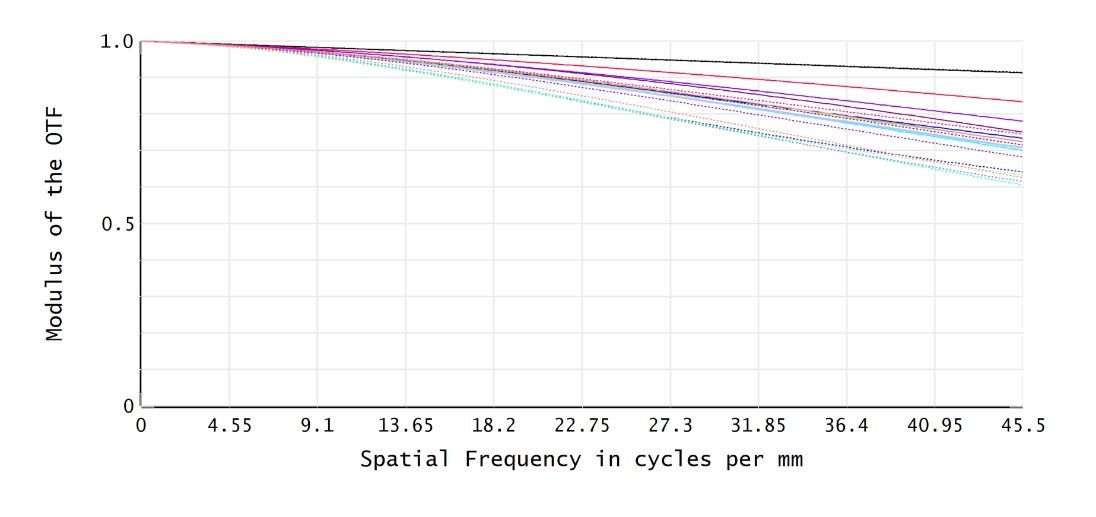 Modulus of the OTF
1.0
0.5
0
0 4.55 9.1 13.65 18.2 22.75 27.3 31.85 36.4 40.95 45.5
Spatial Frequency in cycles per mm